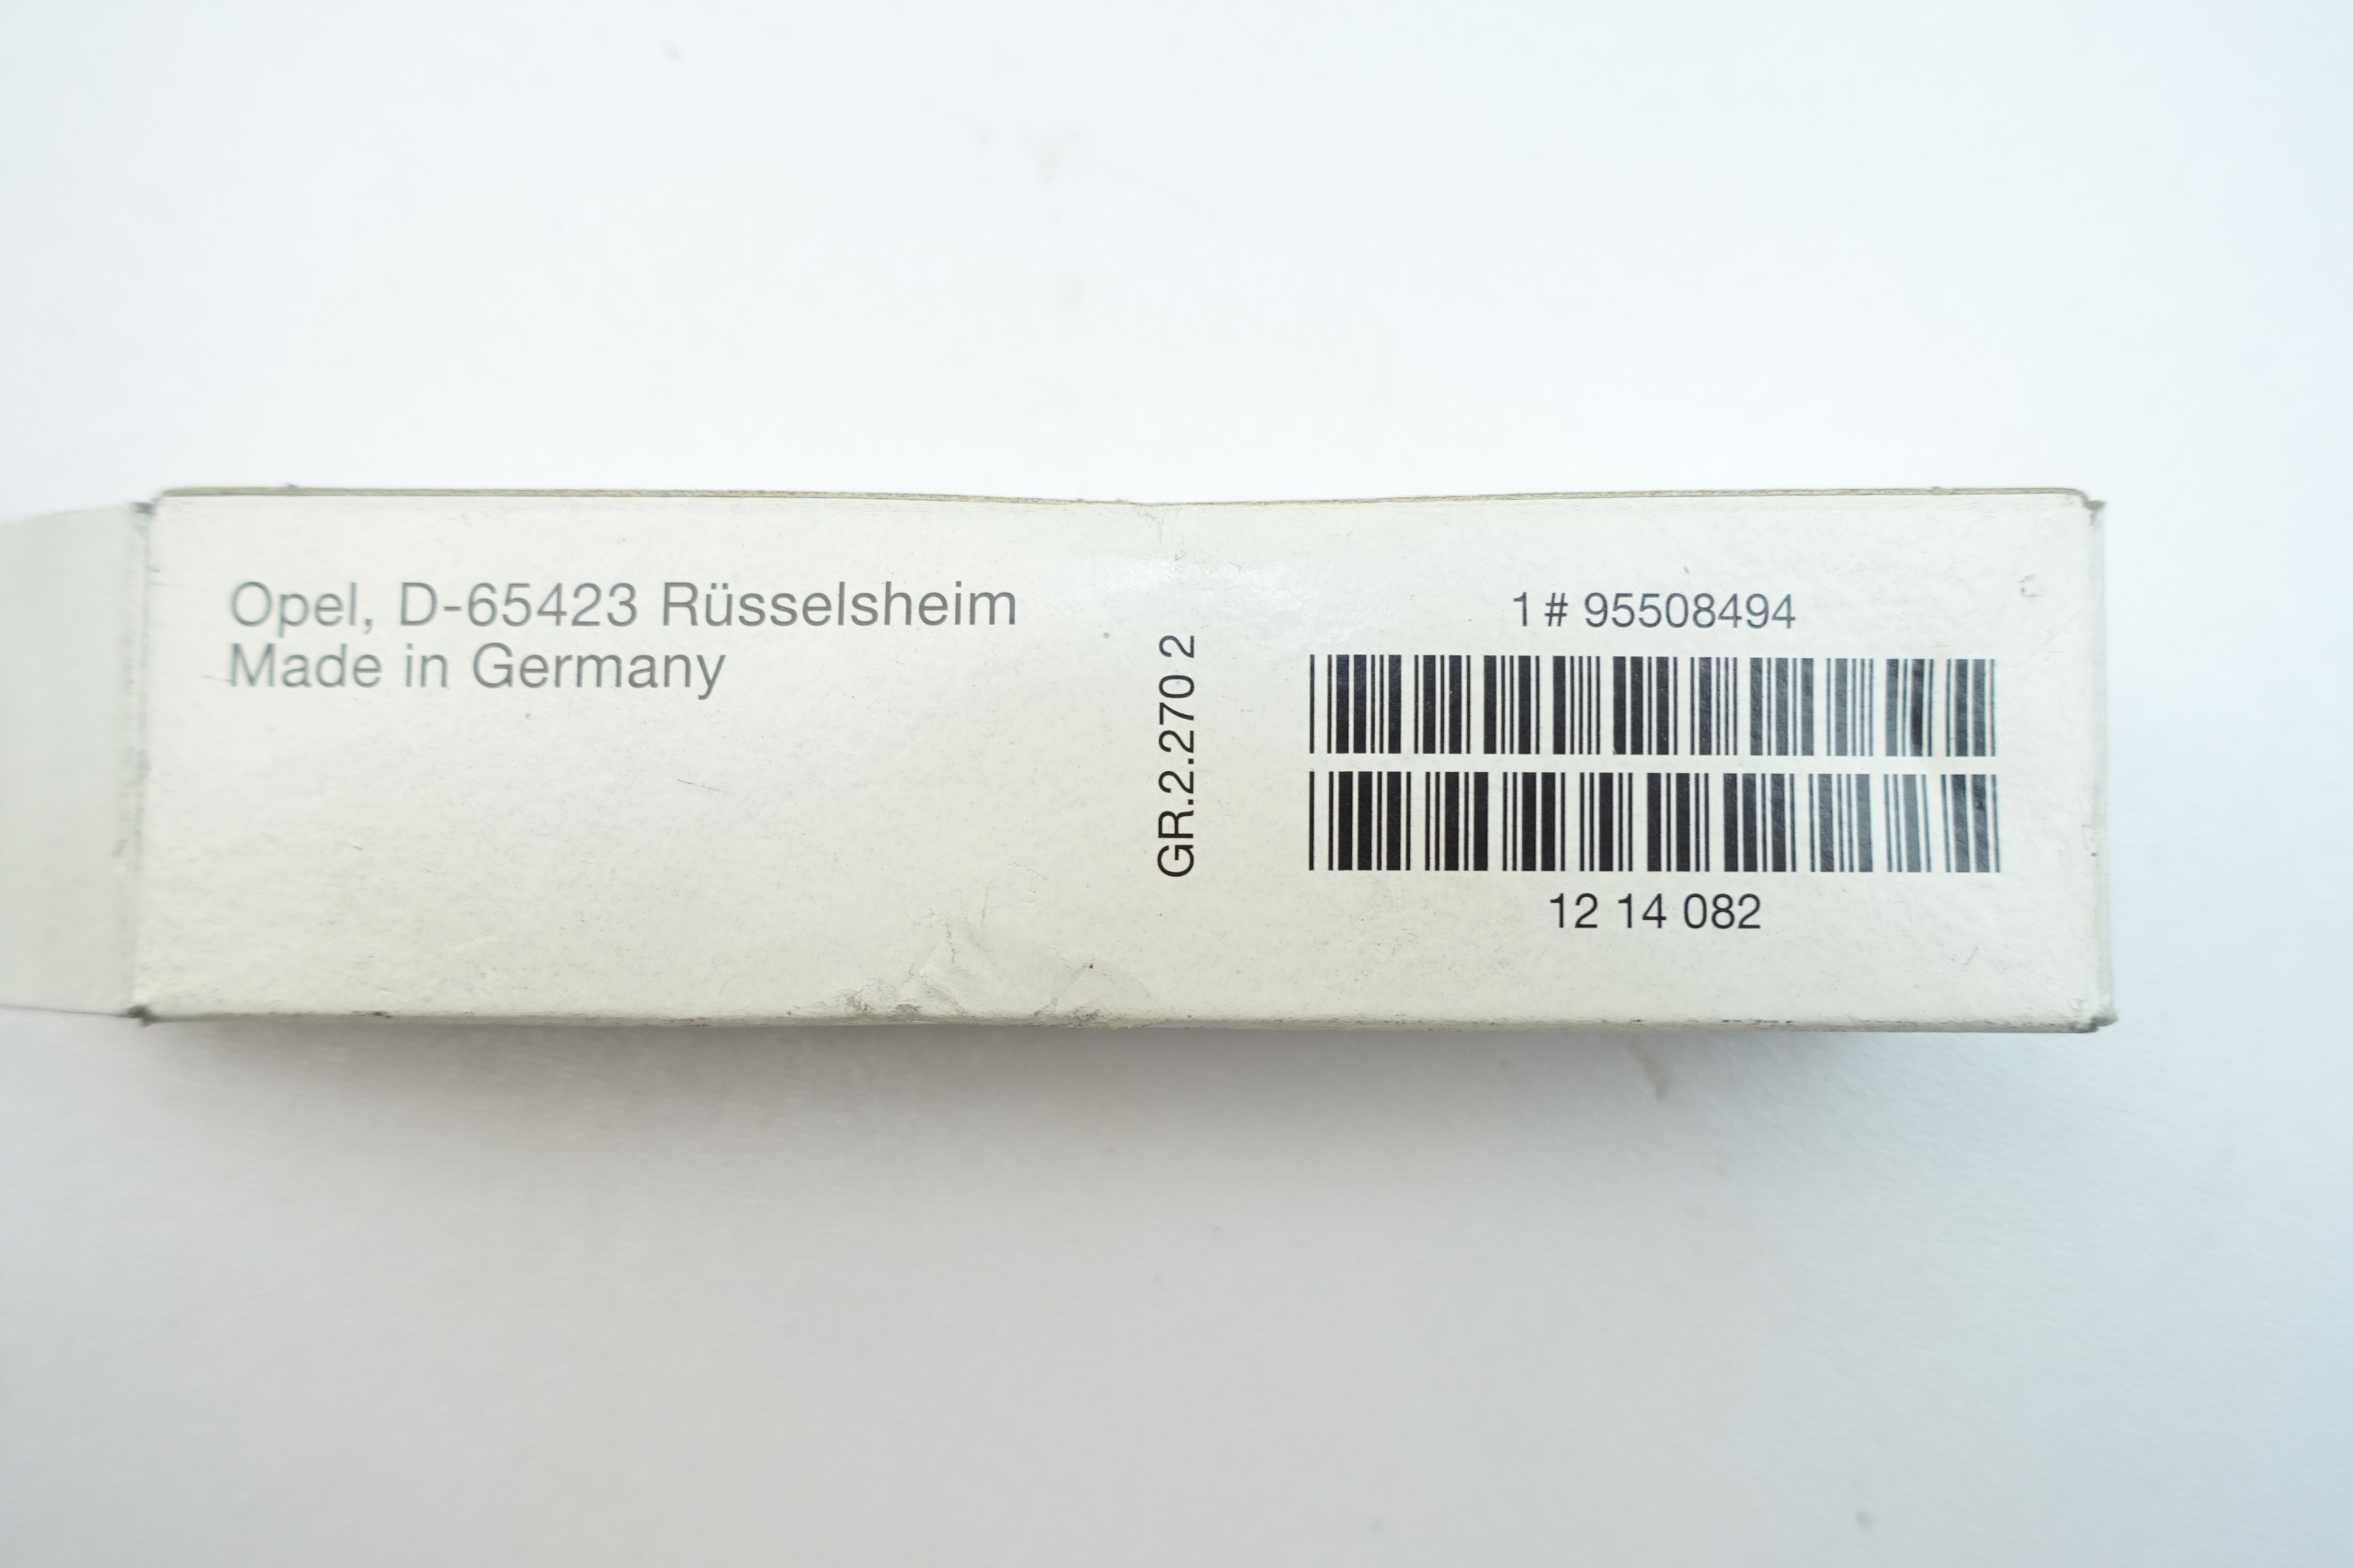 Opel, D-65423 Rüsselsheim
Made in Germany
GR.2.270 2
1 # 95508494
12 14 082